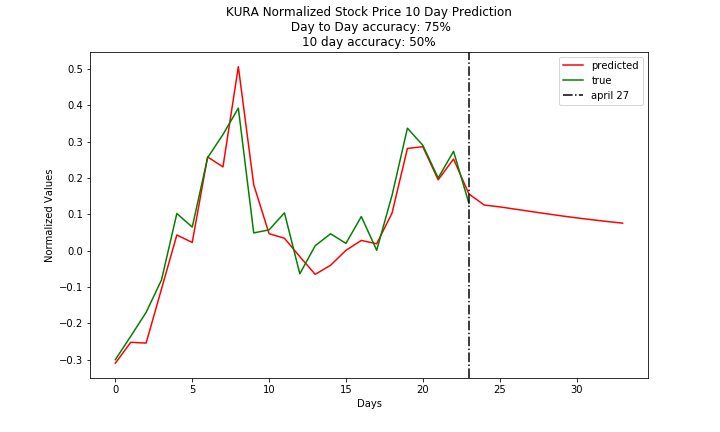 KURA Normalized Stock Price 10 Day Prediction
Day to Day accuracy: 75%
10 day accuracy: 50%
predicted
true
april 27
Normalized Values
0.5
0.4
0.3
0.2
0.1
0.0
−0.1
−0.2
−0.3
0 5 10 15 20 25 30
Days